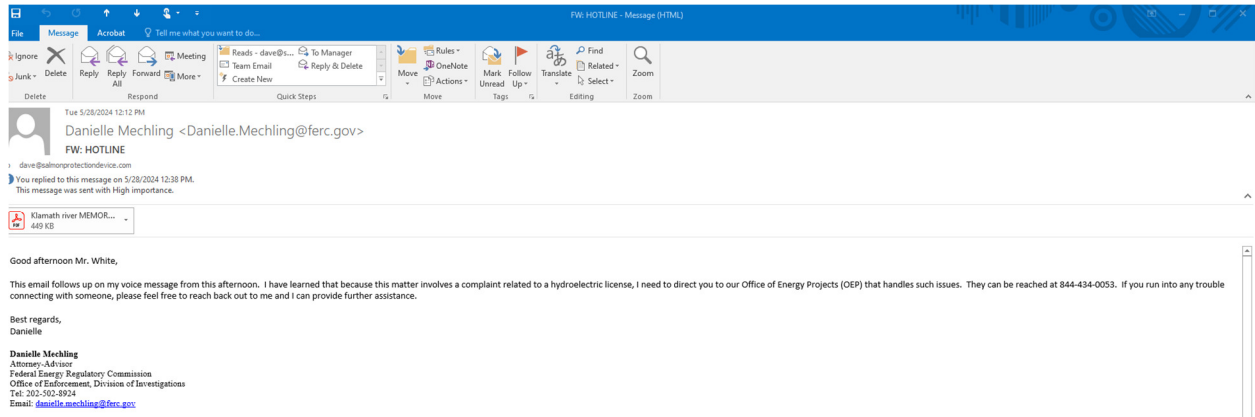 FW: HOTLINE - Message (HTML)
File Message Acrobat Tell me what you want to do...
Ignore
Junk
Delete
Reply
Reply All
Forward
Meeting
More
Reads - dave@s...
To Manager
Team Email
Reply & Delete
Create New
Move
Rules
OneNote
Actions
Mark Unread
Follow Up
Translate
Find
Related
Select
Zoom
Delete Respond Quick Steps Move Tags Editing Zoom
Tue 5/28/2024 12:12 PM
Danielle Mechling <Danielle.Mechling@ferc.gov>
FW: HOTLINE
dave@salmonprotectiondevice.com
You replied to this message on 5/28/2024 12:38 PM.
This message was sent with High importance.
Klamath river MEMOR...
449 KB
Good afternoon Mr. White,
This email follows up on my voice message from this afternoon. I have learned that because this matter involves a complaint related to a hydroelectric license, I need to direct you to our Office of Energy Projects (OEP) that handles such issues. They can be reached at 844-434-0053. If you run into any trouble
connecting with someone, please feel free to reach back out to me and I can provide further assistance.
Best regards,
Danielle
Danielle Mechling
Attorney-Advisor
Federal Energy Regulatory Commission
Office of Enforcement, Division of Investigations
Tel: 202-502-8924
Email: danielle.mechling@ferc.gov